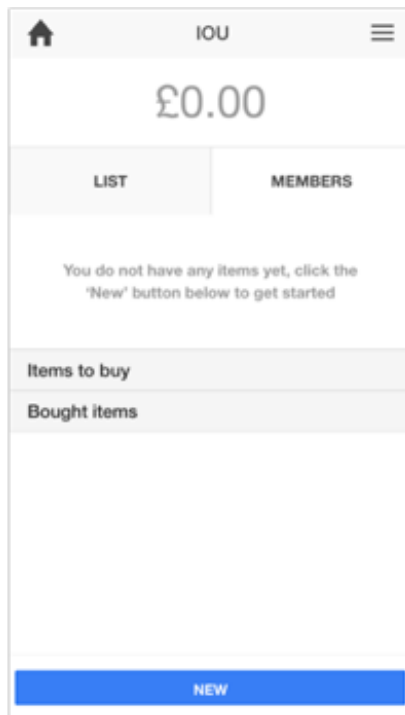 IOU
£0.00
LIST MEMBERS
You do not have any items yet, click the
‘New’ button below to get started
Items to buy
Bought items
NEW